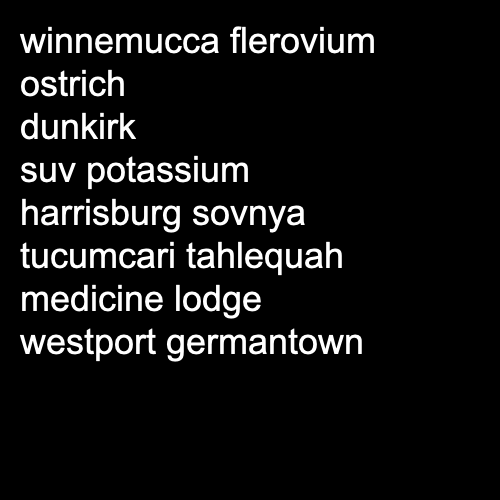 winnemucca flerovium
ostrich
dunkirk
suv potassium
harrisburg sovnya
tucumcari tahlequah
medicine lodge
westport germantown